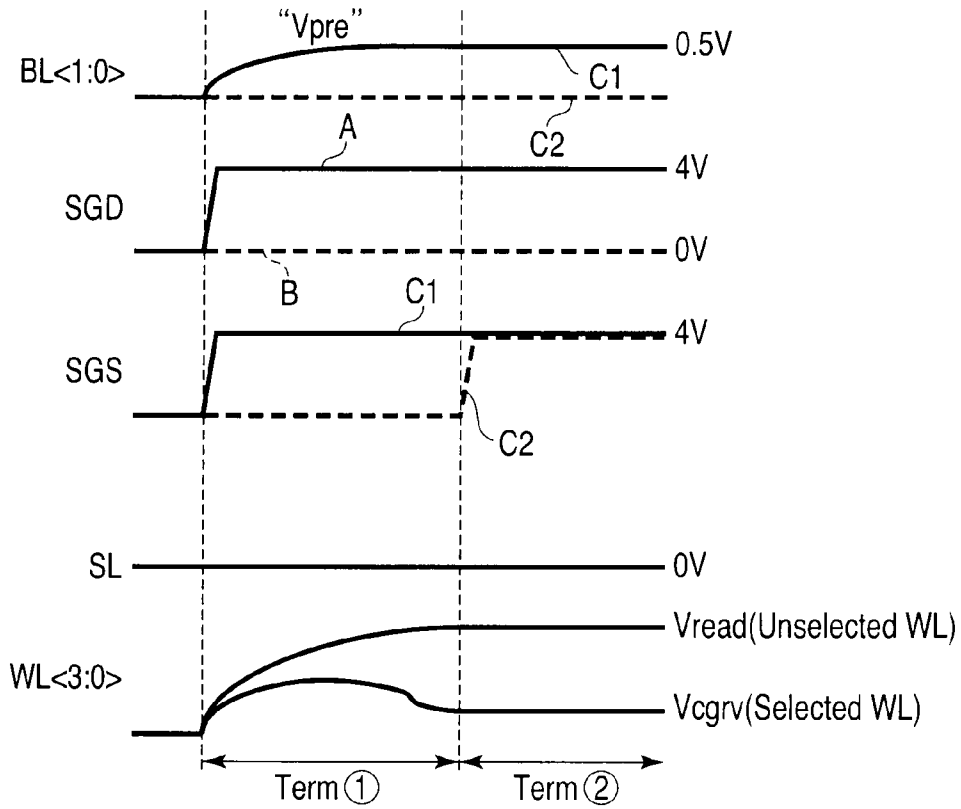 “Vpre”
0.5V
BL<1:0>
C1
C2
A
4V
SGD
0V
B
C1
4V
SGS
C2
SL
0V
Vread(Unselected WL)
WL<3:0>
Vcgrv(Selected WL)
Term ①
Term ②